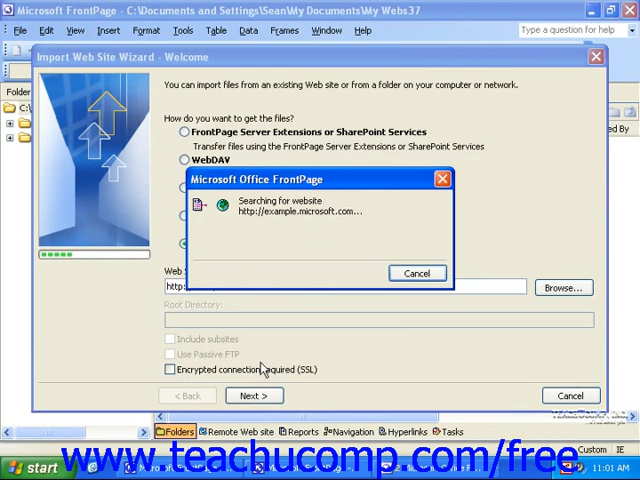 Microsoft FrontPage - C:\Documents and Settings\Sean\My Documents\My Webs37
File Edit View Insert Format Tools Table Data Frames Window Help
Type a question for help
Import Web Site Wizard - Welcome
You can import files from an existing Web site or from a folder on your computer or network.
How do you want to get the files?
FrontPage Server Extensions or SharePoint Services
Transfer files using the FrontPage Server Extensions or SharePoint Services
WebDAV
Microsoft Office FrontPage
Searching for website
http://example.microsoft.com...
Cancel
Web
http:
Browse...
Root Directory:
Include subsites
Use Passive FTP
Encrypted connection required (SSL)
< Back
Next >
Cancel
Folders Remote Web site Reports Navigation Hyperlinks Tasks
Custom IE
start
11:01 AM
www.teachucomp.com/free